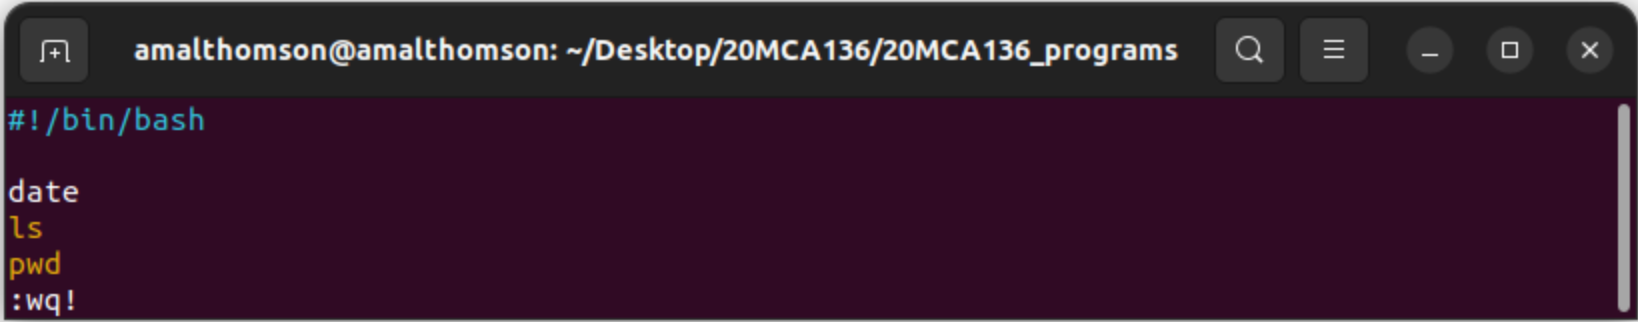 amalthomson@amalthomson: ~/Desktop/20MCA136/20MCA136_programs
#!/bin/bash
date
ls
pwd
:wq!